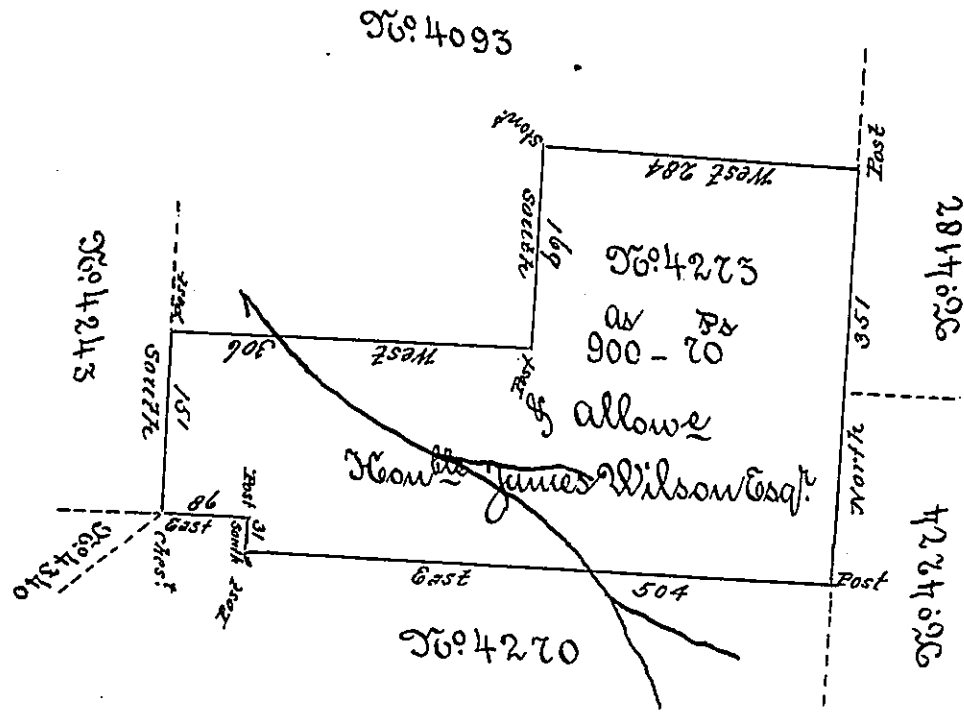 No: 4093
Ston:
West 284
Post
South 169
No: 4182
No: 4273
as Ps
900 - 70
& allowe
Honble James Wilson Esqr.
North 351
No: 4243
Post
West 306
Post
South 151
East 86
Post
South 31
Post
Chest
No: 4340
East 504
Post
No: 4224
No: 4270